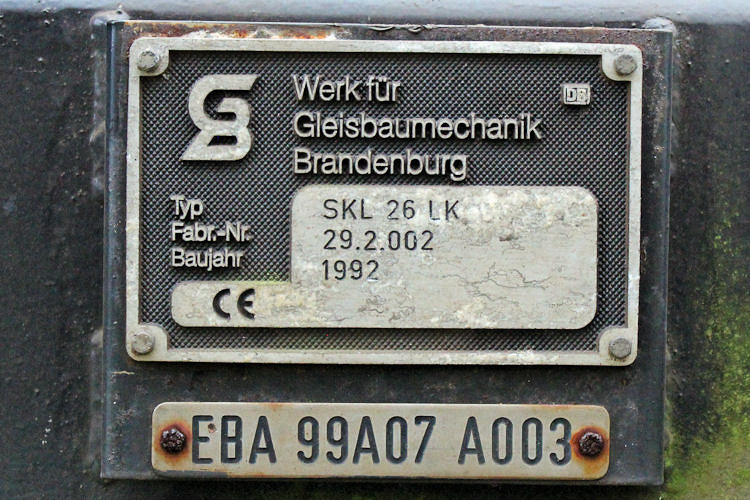 Werk für
Gleisbaumechanik
Brandenburg
DB
Typ SKL 26 LK
Fabr.-Nr. 29.2.002
Baujahr 1992
CE
EBA 99A07 A003